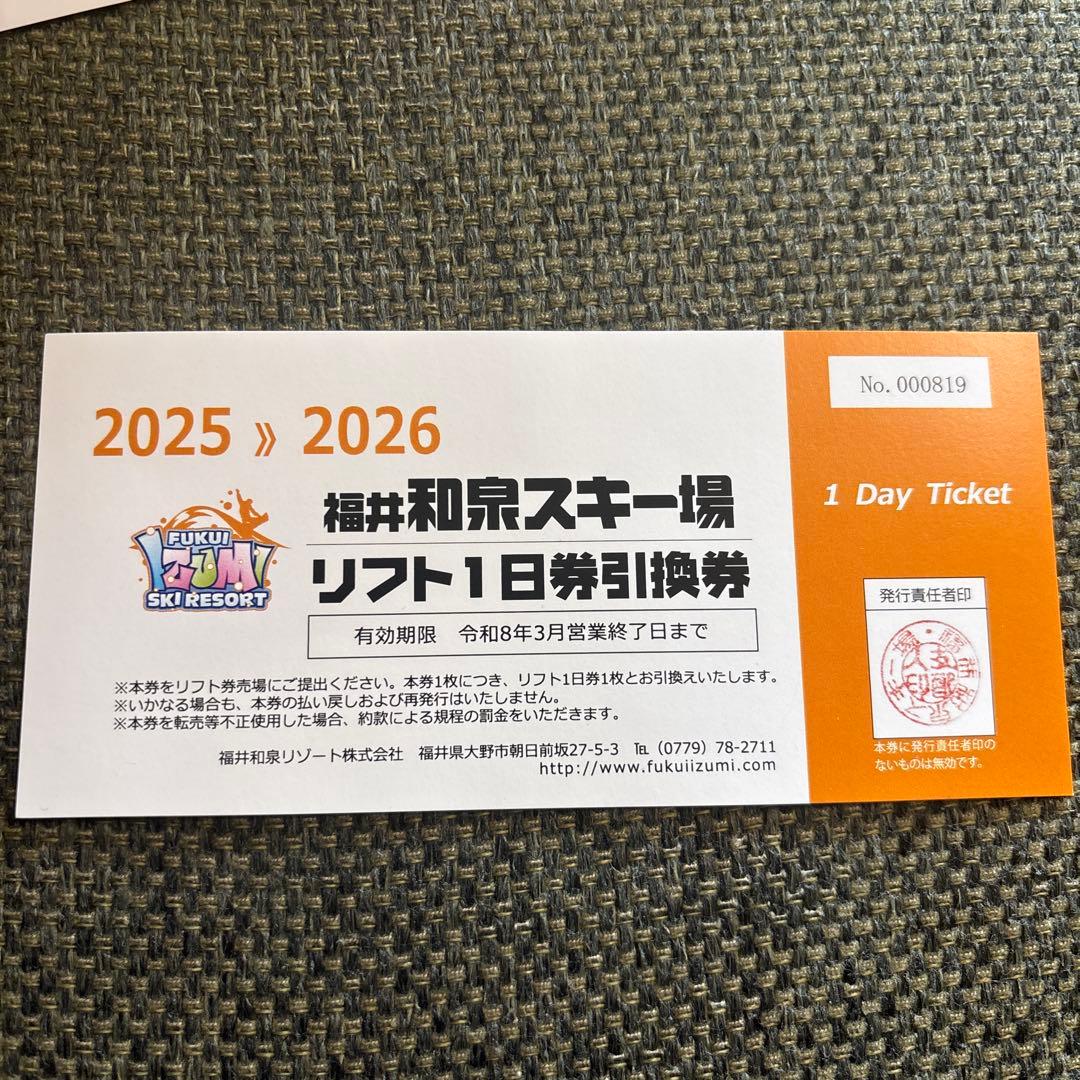 No. 000819
2025 》 2026
福井和泉スキー場
リフト1日券引換券
有効期限 令和8年3月営業終了日まで
※本券をリフト券売場にご提出ください。本券1枚につき、リフト1日券1枚とお引換えいたします。
※いかなる場合も、本券の払い戻しおよび再発行はいたしません。
※本券を転売等不正使用した場合、約款による規程の罰金をいただきます。
福井和泉リゾート株式会社 福井県大野市朝日前坂27-5-3 ℡（0779）78-2711
http://www.fukuiizumi.com
FUKUI
IZUMI
SKI RESORT
1 Day Ticket
発行責任者印
本券に発行責任者印の
ないものは無効です。